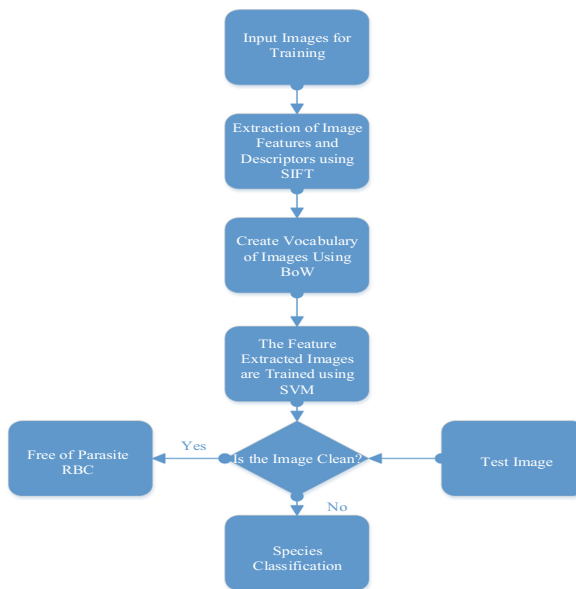 Input Images for
Training
Extraction of Image
Features and
Descriptors using
SIFT
Create Vocabulary
of Images Using
BoW
The Feature
Extracted Images
are Trained using
SVM
Yes
Free of Parasite
RBC
Is the Image Clean?
Test Image
No
Species
Classification